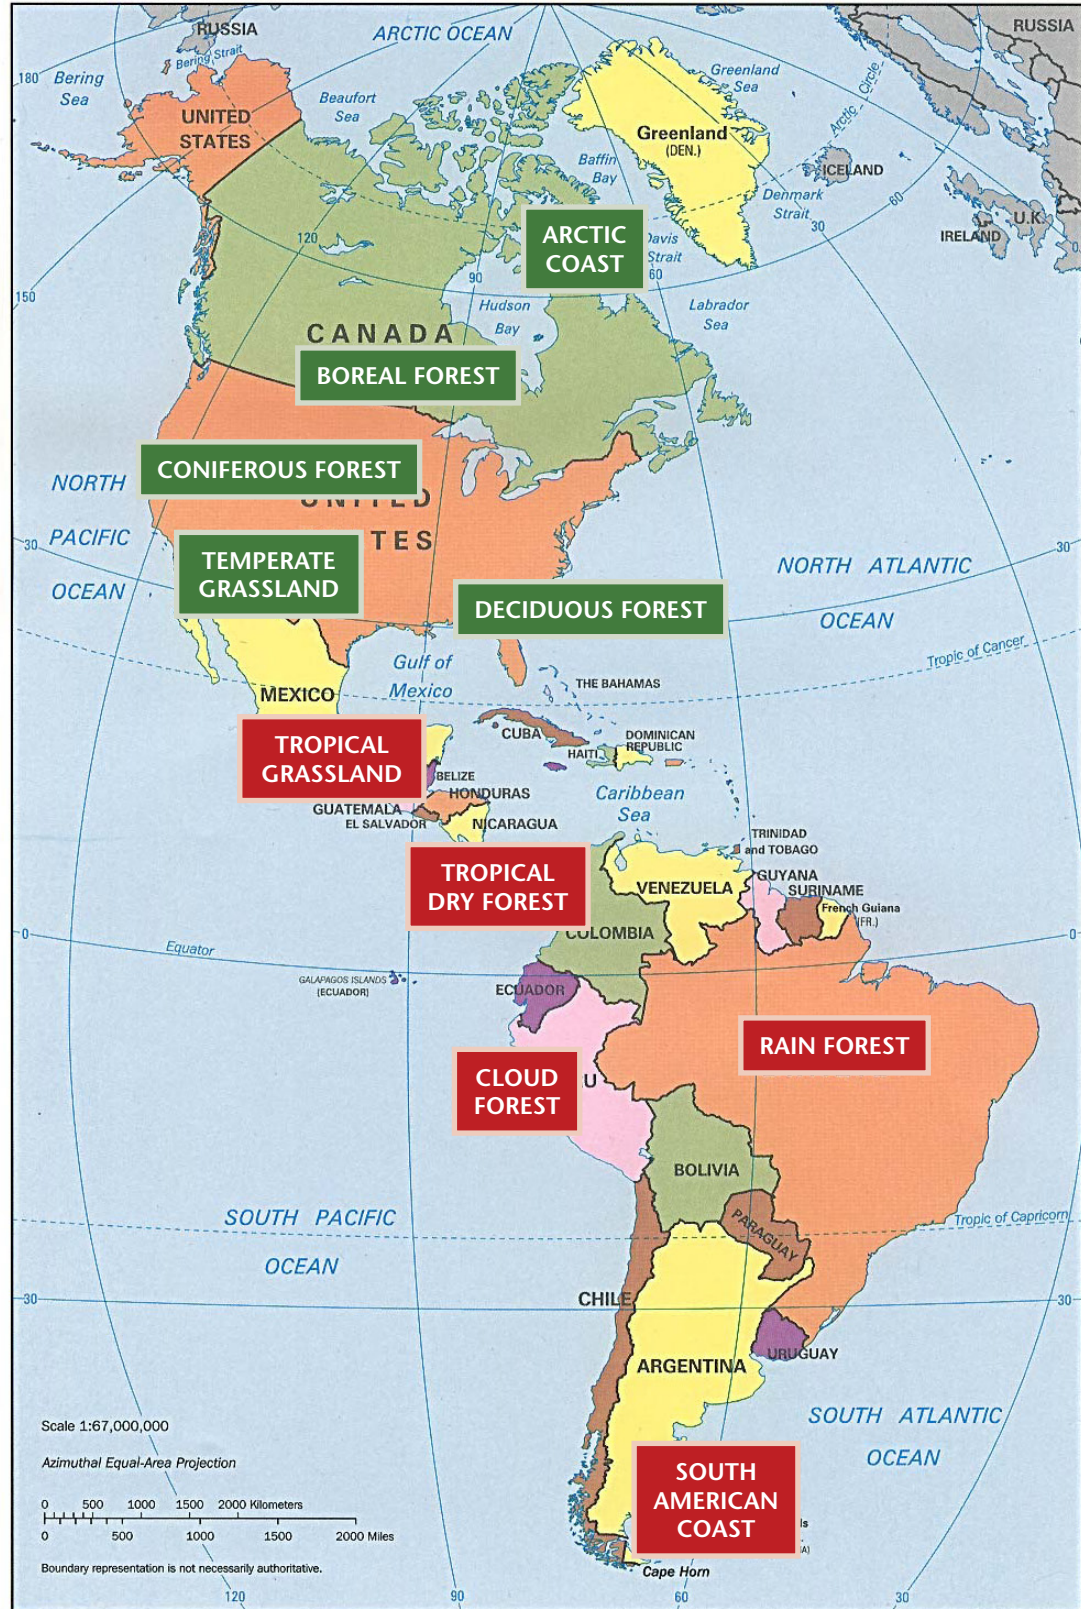 RUSSIA
ARCTIC OCEAN
RUSSIA
Bering Strait
180
Bering
Sea
Greenland
Sea
Beaufort
Sea
UNITED
STATES
Arctic Circle
Greenland
(DEN.)
Baffin
Bay
ICELAND
Denmark
Strait
60
30
U.K.
IRELAND
0
ARCTIC
COAST
Davis
Strait
120
90
60
150
Hudson
Bay
Labrador
Sea
CANADA
BOREAL FOREST
CONIFEROUS FOREST
UNITED
TES
NORTH
PACIFIC
OCEAN
30
30
TEMPERATE
GRASSLAND
NORTH ATLANTIC
OCEAN
DECIDUOUS FOREST
Tropic of Cancer
Gulf of
Mexico
MEXICO
THE BAHAMAS
CUBA
HAITI
DOMINICAN
REPUBLIC
TROPICAL
GRASSLAND
BELIZE
HONDURAS
GUATEMALA
EL SALVADOR
NICARAGUA
Caribbean
Sea
TRINIDAD
and TOBAGO
TROPICAL
DRY FOREST
VENEZUELA
GUYANA
SURINAME
French Guiana
(FR.)
COLOMBIA
0
Equator
0
GALAPAGOS ISLANDS
(ECUADOR)
ECUADOR
RAIN FOREST
CLOUD
FOREST
U
BOLIVIA
PARAGUAY
SOUTH PACIFIC
OCEAN
Tropic of Capricorn
30
CHILE
30
URUGUAY
ARGENTINA
SOUTH ATLANTIC
OCEAN
Scale 1:67,000,000
Azimuthal Equal-Area Projection
0 500 1000 1500 2000 Kilometers
0 500 1000 1500 2000 Miles
Boundary representation is not necessarily authoritative.
SOUTH
AMERICAN
COAST
ls
A)
Cape Horn
120
90
60
30